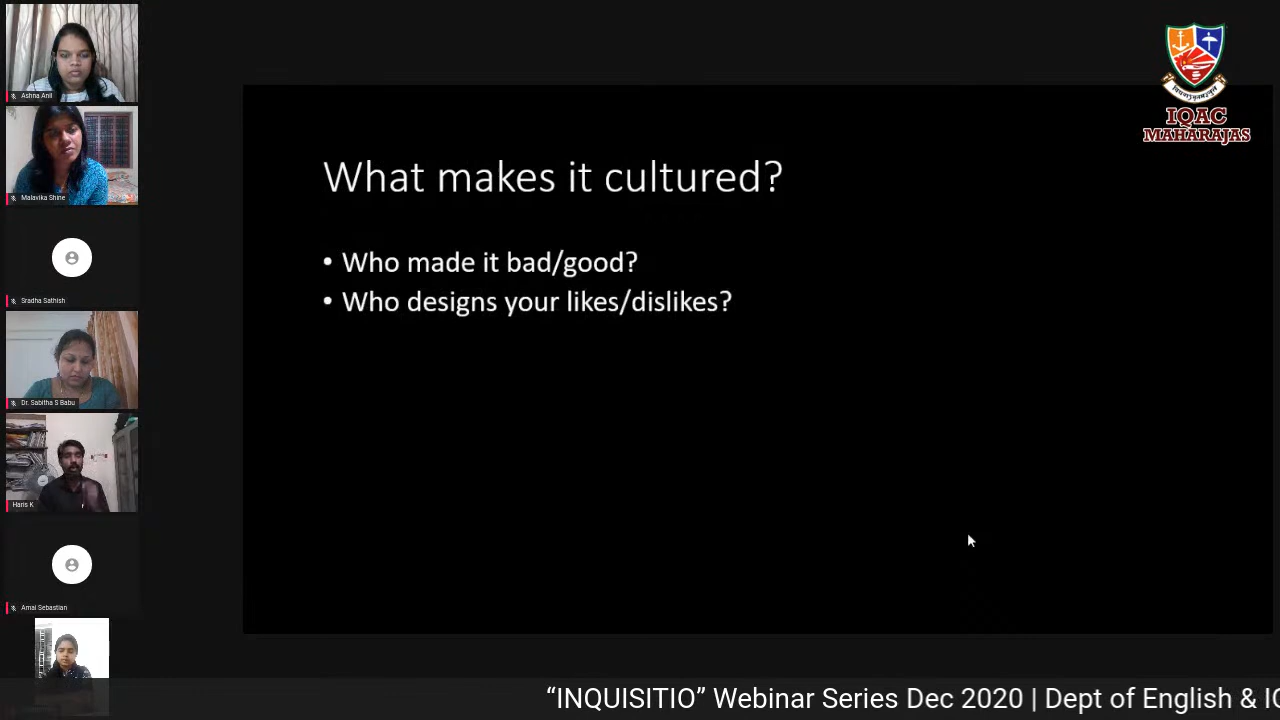 Ashna Anil
Malavika Shine
Sradha Sathish
Dr. Sabitha S Babu
Haris K
Amal Sebastian
IQAC
MAHARAJAS
What makes it cultured?
• Who made it bad/good?
• Who designs your likes/dislikes?
“INQUISITIO” Webinar Series Dec 2020 | Dept of English & IQ